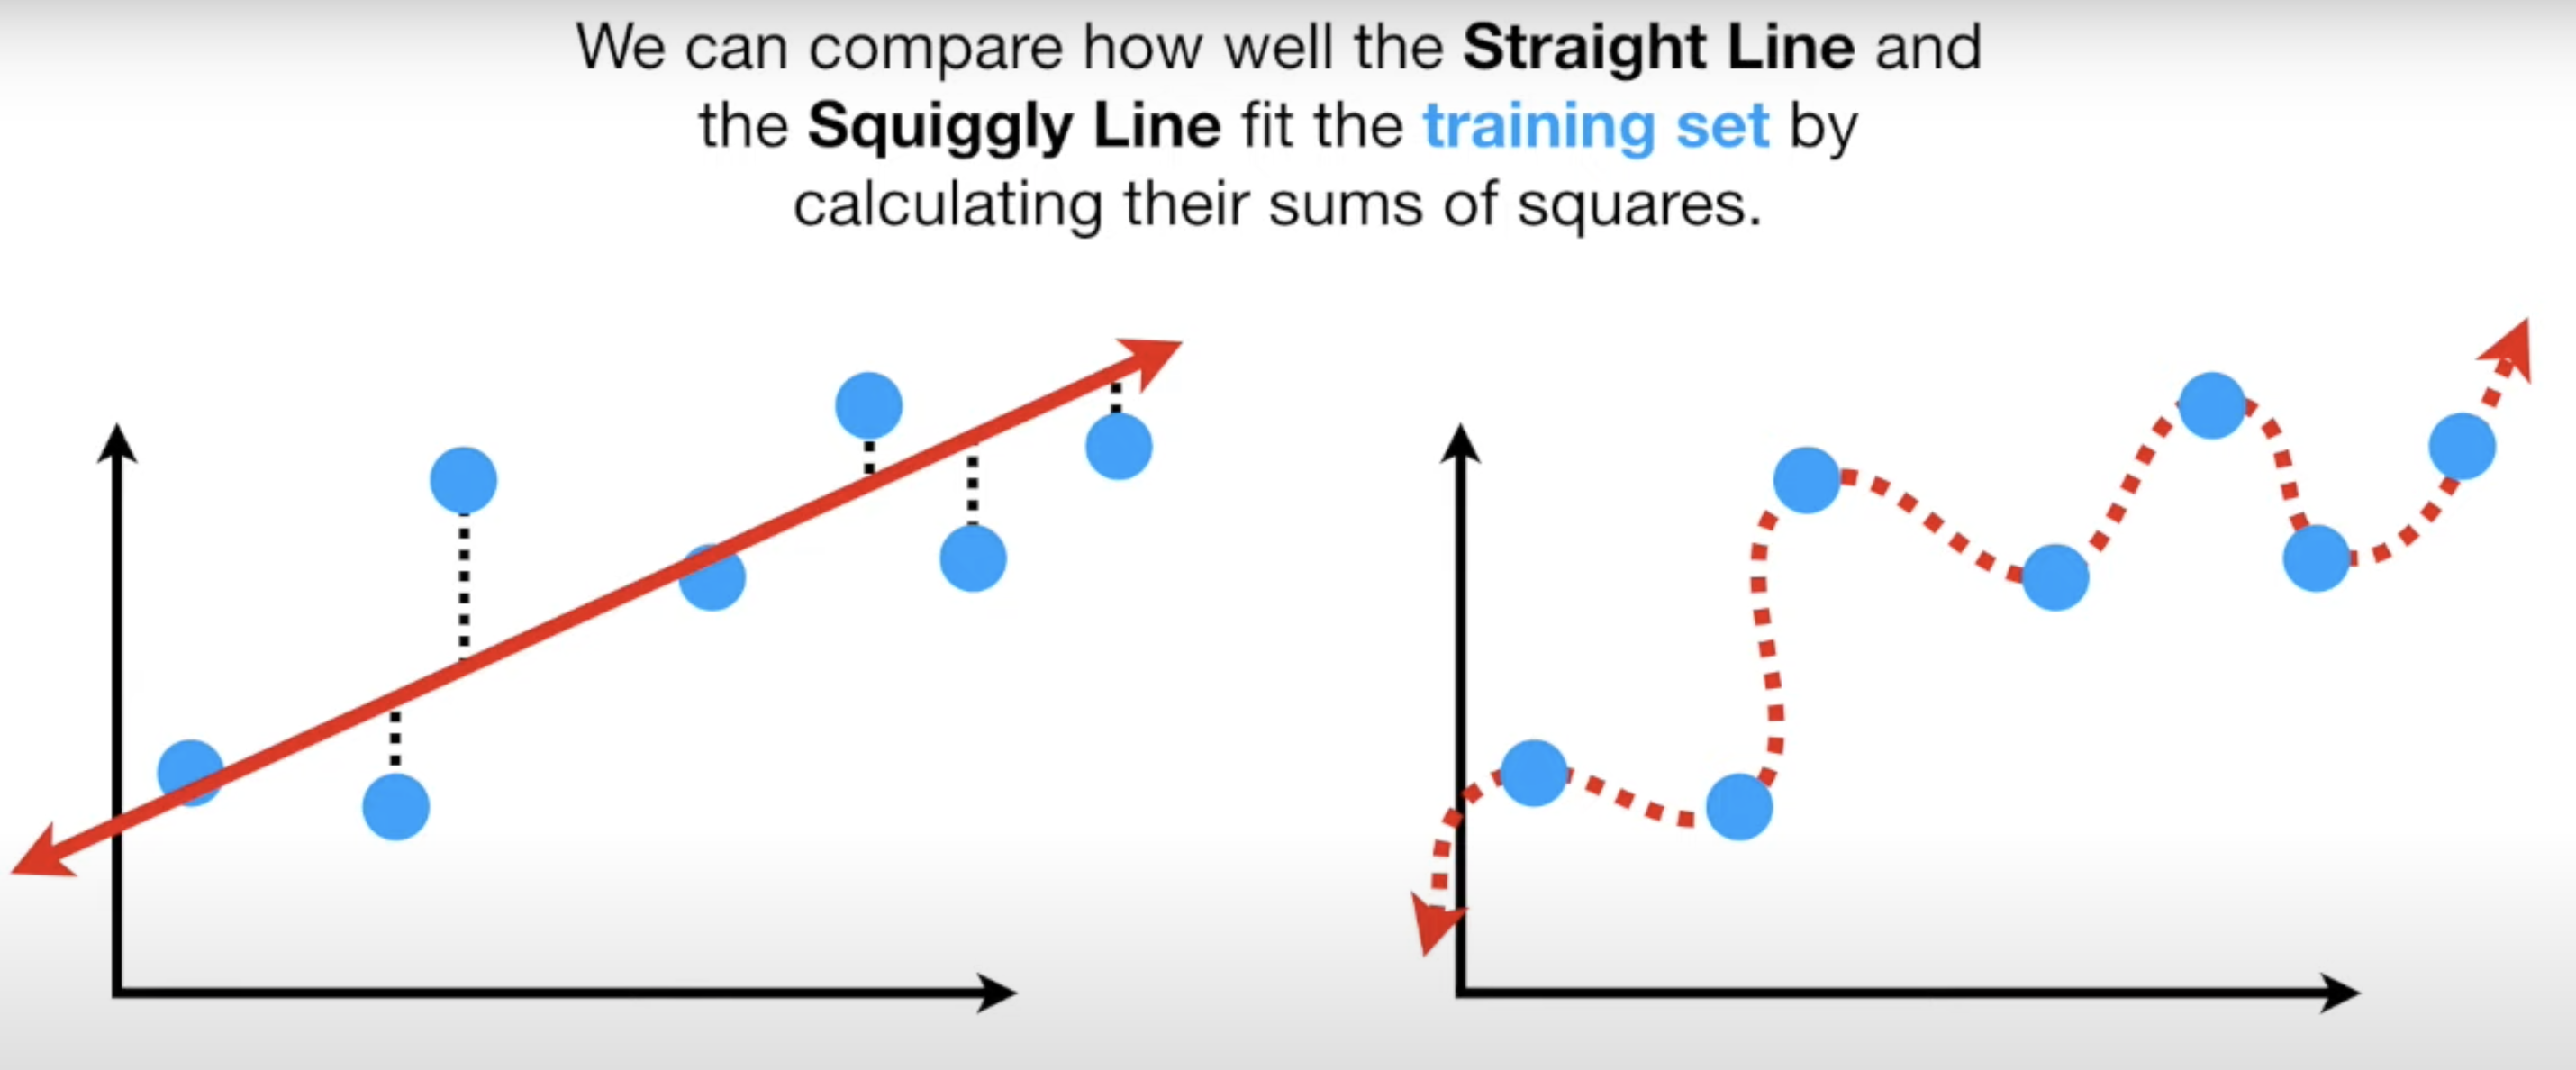 We can compare how well the Straight Line and
the Squiggly Line fit the training set by
calculating their sums of squares.